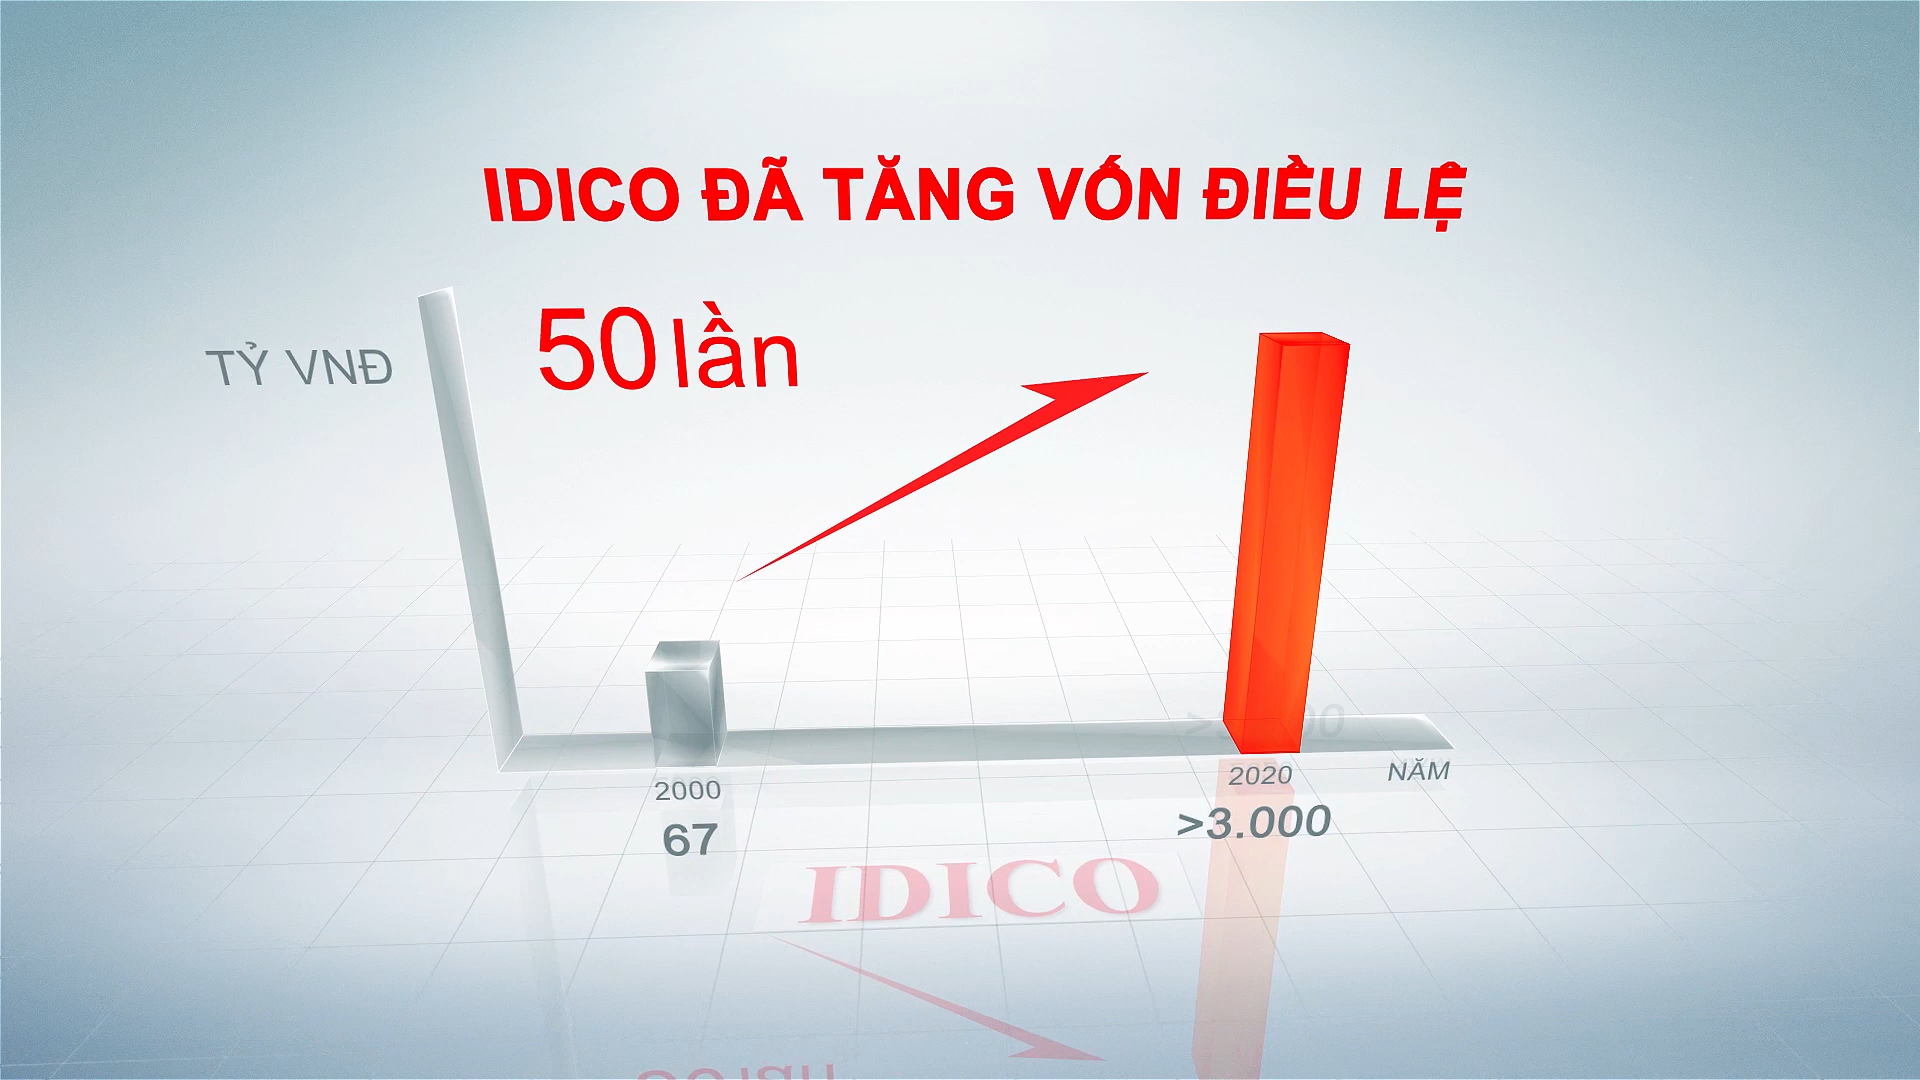 IDICO ĐÃ TĂNG VỐN ĐIỀU LỆ
50 lần
TỶ VNĐ
2000
2020
NĂM
67
>3.000
IDICO